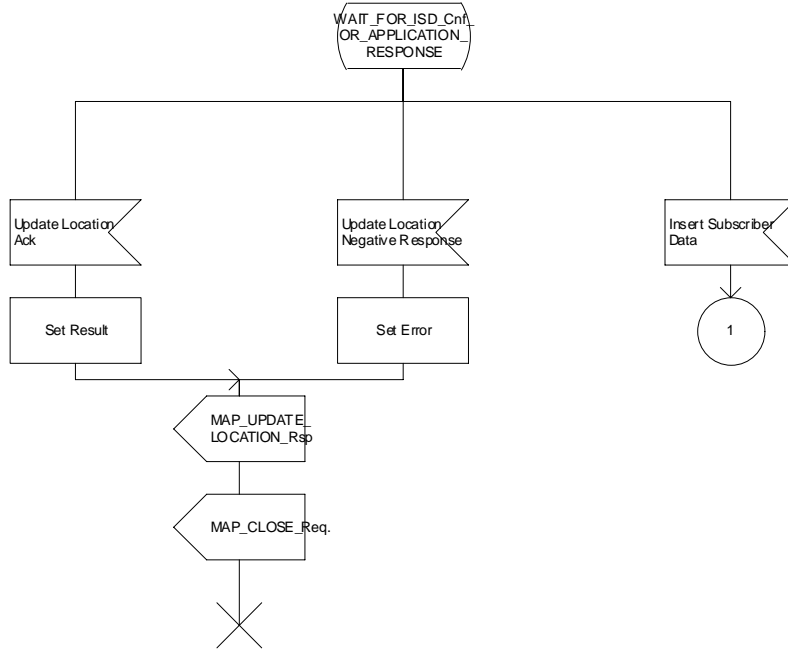 WAIT_FOR_ISD_Cnf_
OR_APPLICATION_
RESPONSE
Update Location
Ack
Update Location
Negative Response
Insert Subscriber
Data
Set Result
Set Error
1
MAP_UPDATE_
LOCATION_Rsp
MAP_CLOSE_Req.